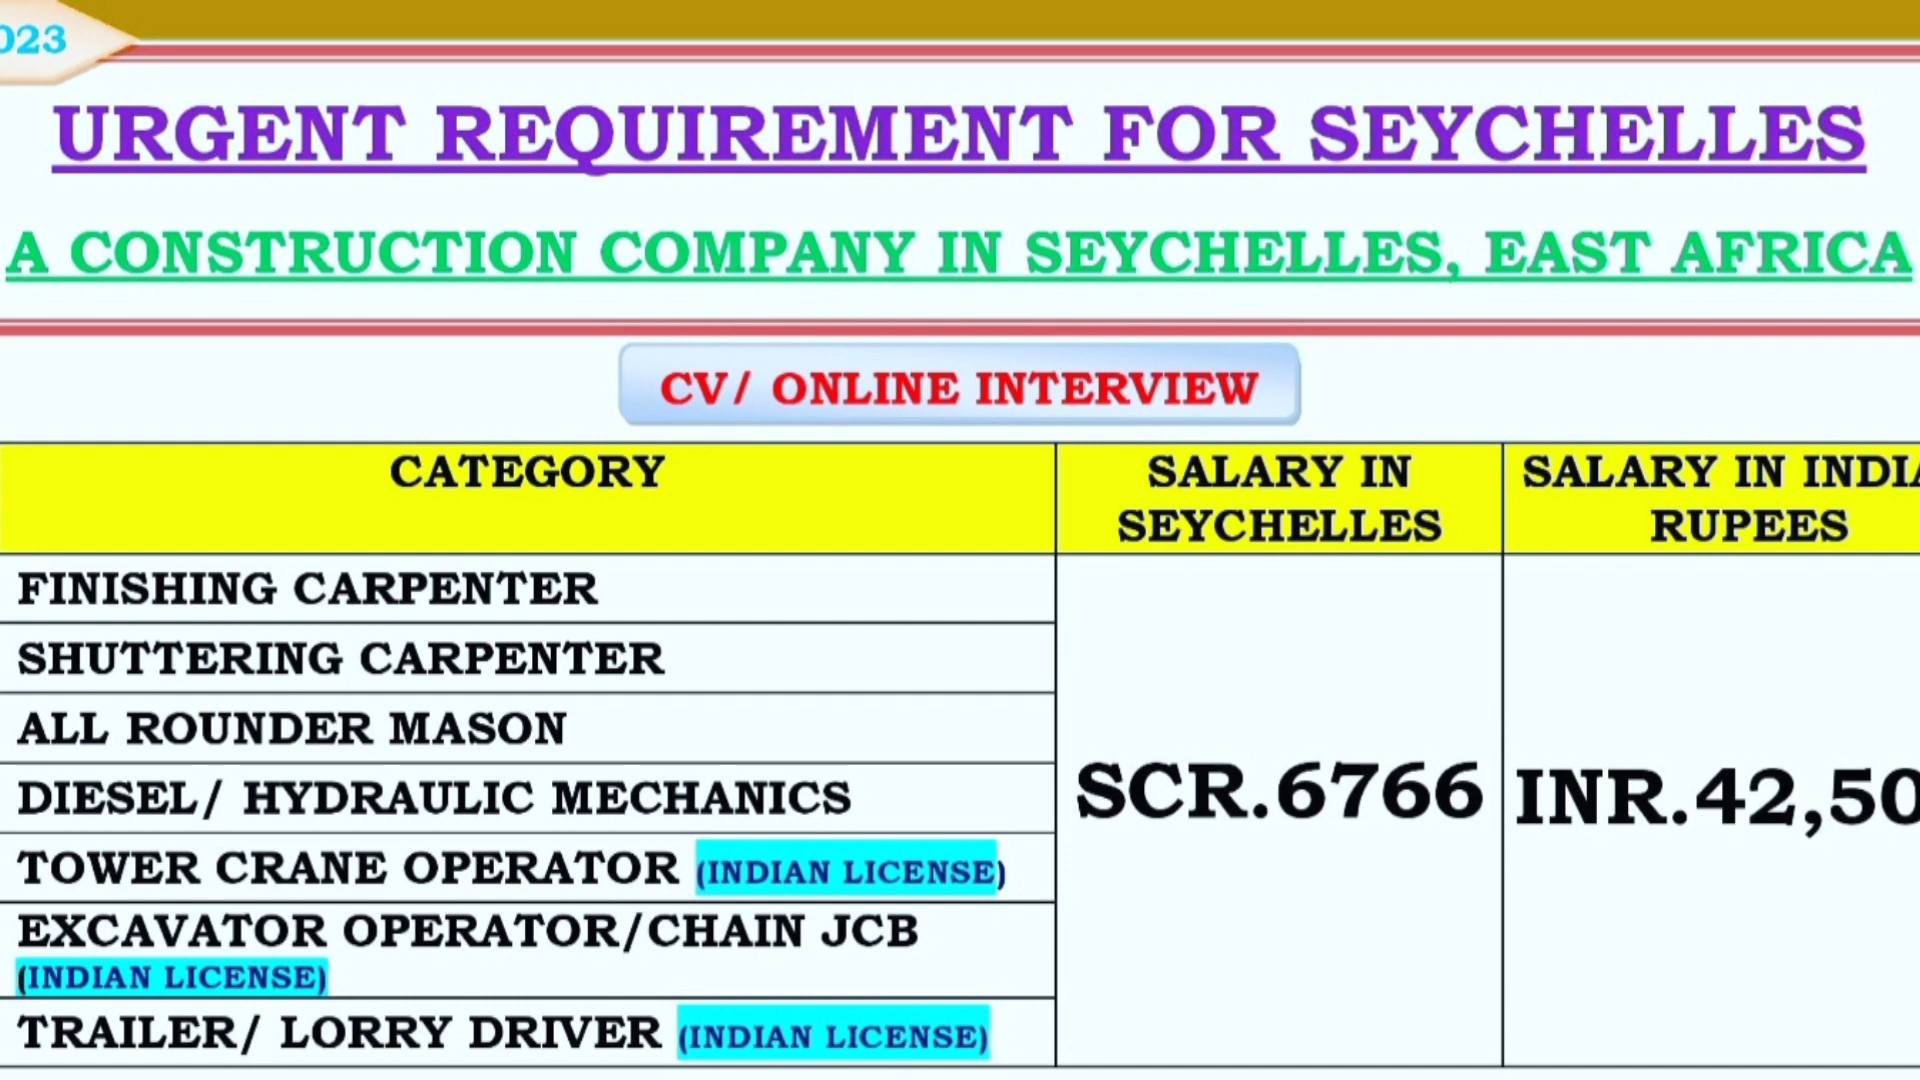 023
URGENT REQUIREMENT FOR SEYCHELLES
A CONSTRUCTION COMPANY IN SEYCHELLES, EAST AFRICA
CV/ ONLINE INTERVIEW
CATEGORY
SALARY IN
SEYCHELLES
SALARY IN INDIA
RUPEES
FINISHING CARPENTER
SHUTTERING CARPENTER
ALL ROUNDER MASON
DIESEL/ HYDRAULIC MECHANICS
TOWER CRANE OPERATOR (INDIAN LICENSE)
EXCAVATOR OPERATOR/CHAIN JCB
(INDIAN LICENSE)
TRAILER/ LORRY DRIVER (INDIAN LICENSE)
SCR.6766
INR.42,50